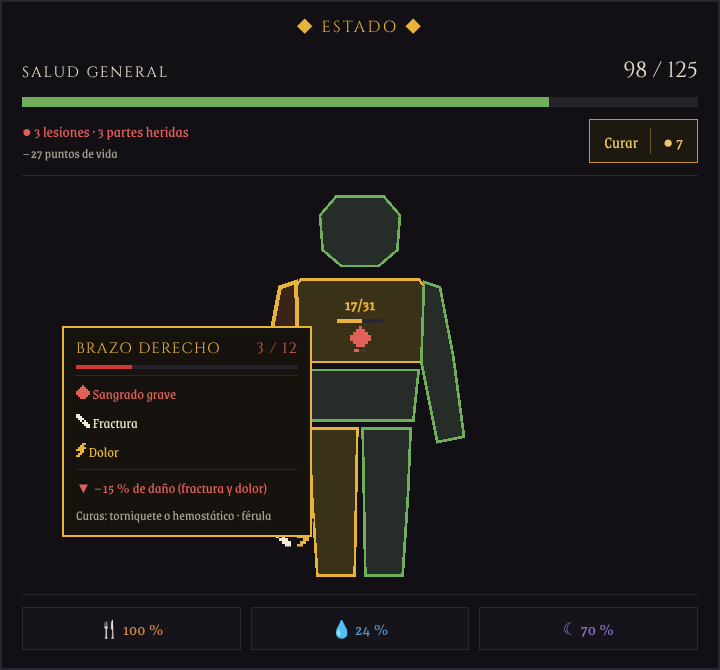 ◆ ESTADO ◆
SALUD GENERAL 98 / 125
● 3 lesiones · 3 partes heridas
−27 puntos de vida
Curar ● 7
17/31
BRAZO DERECHO 3 / 12
Sangrado grave
Fractura
Dolor
▼ −15 % de daño (fractura y dolor)
Curas: torniquete o hemostático · férula
100 %
24 %
70 %